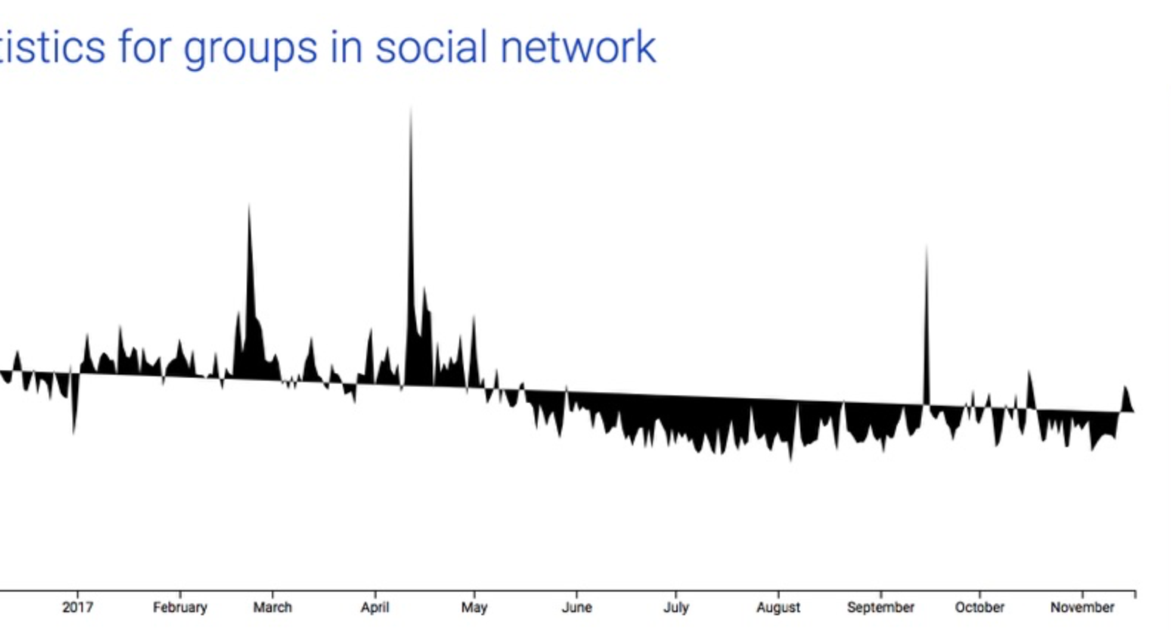 tistics for groups in social network
2017 February March April May June July August September October November